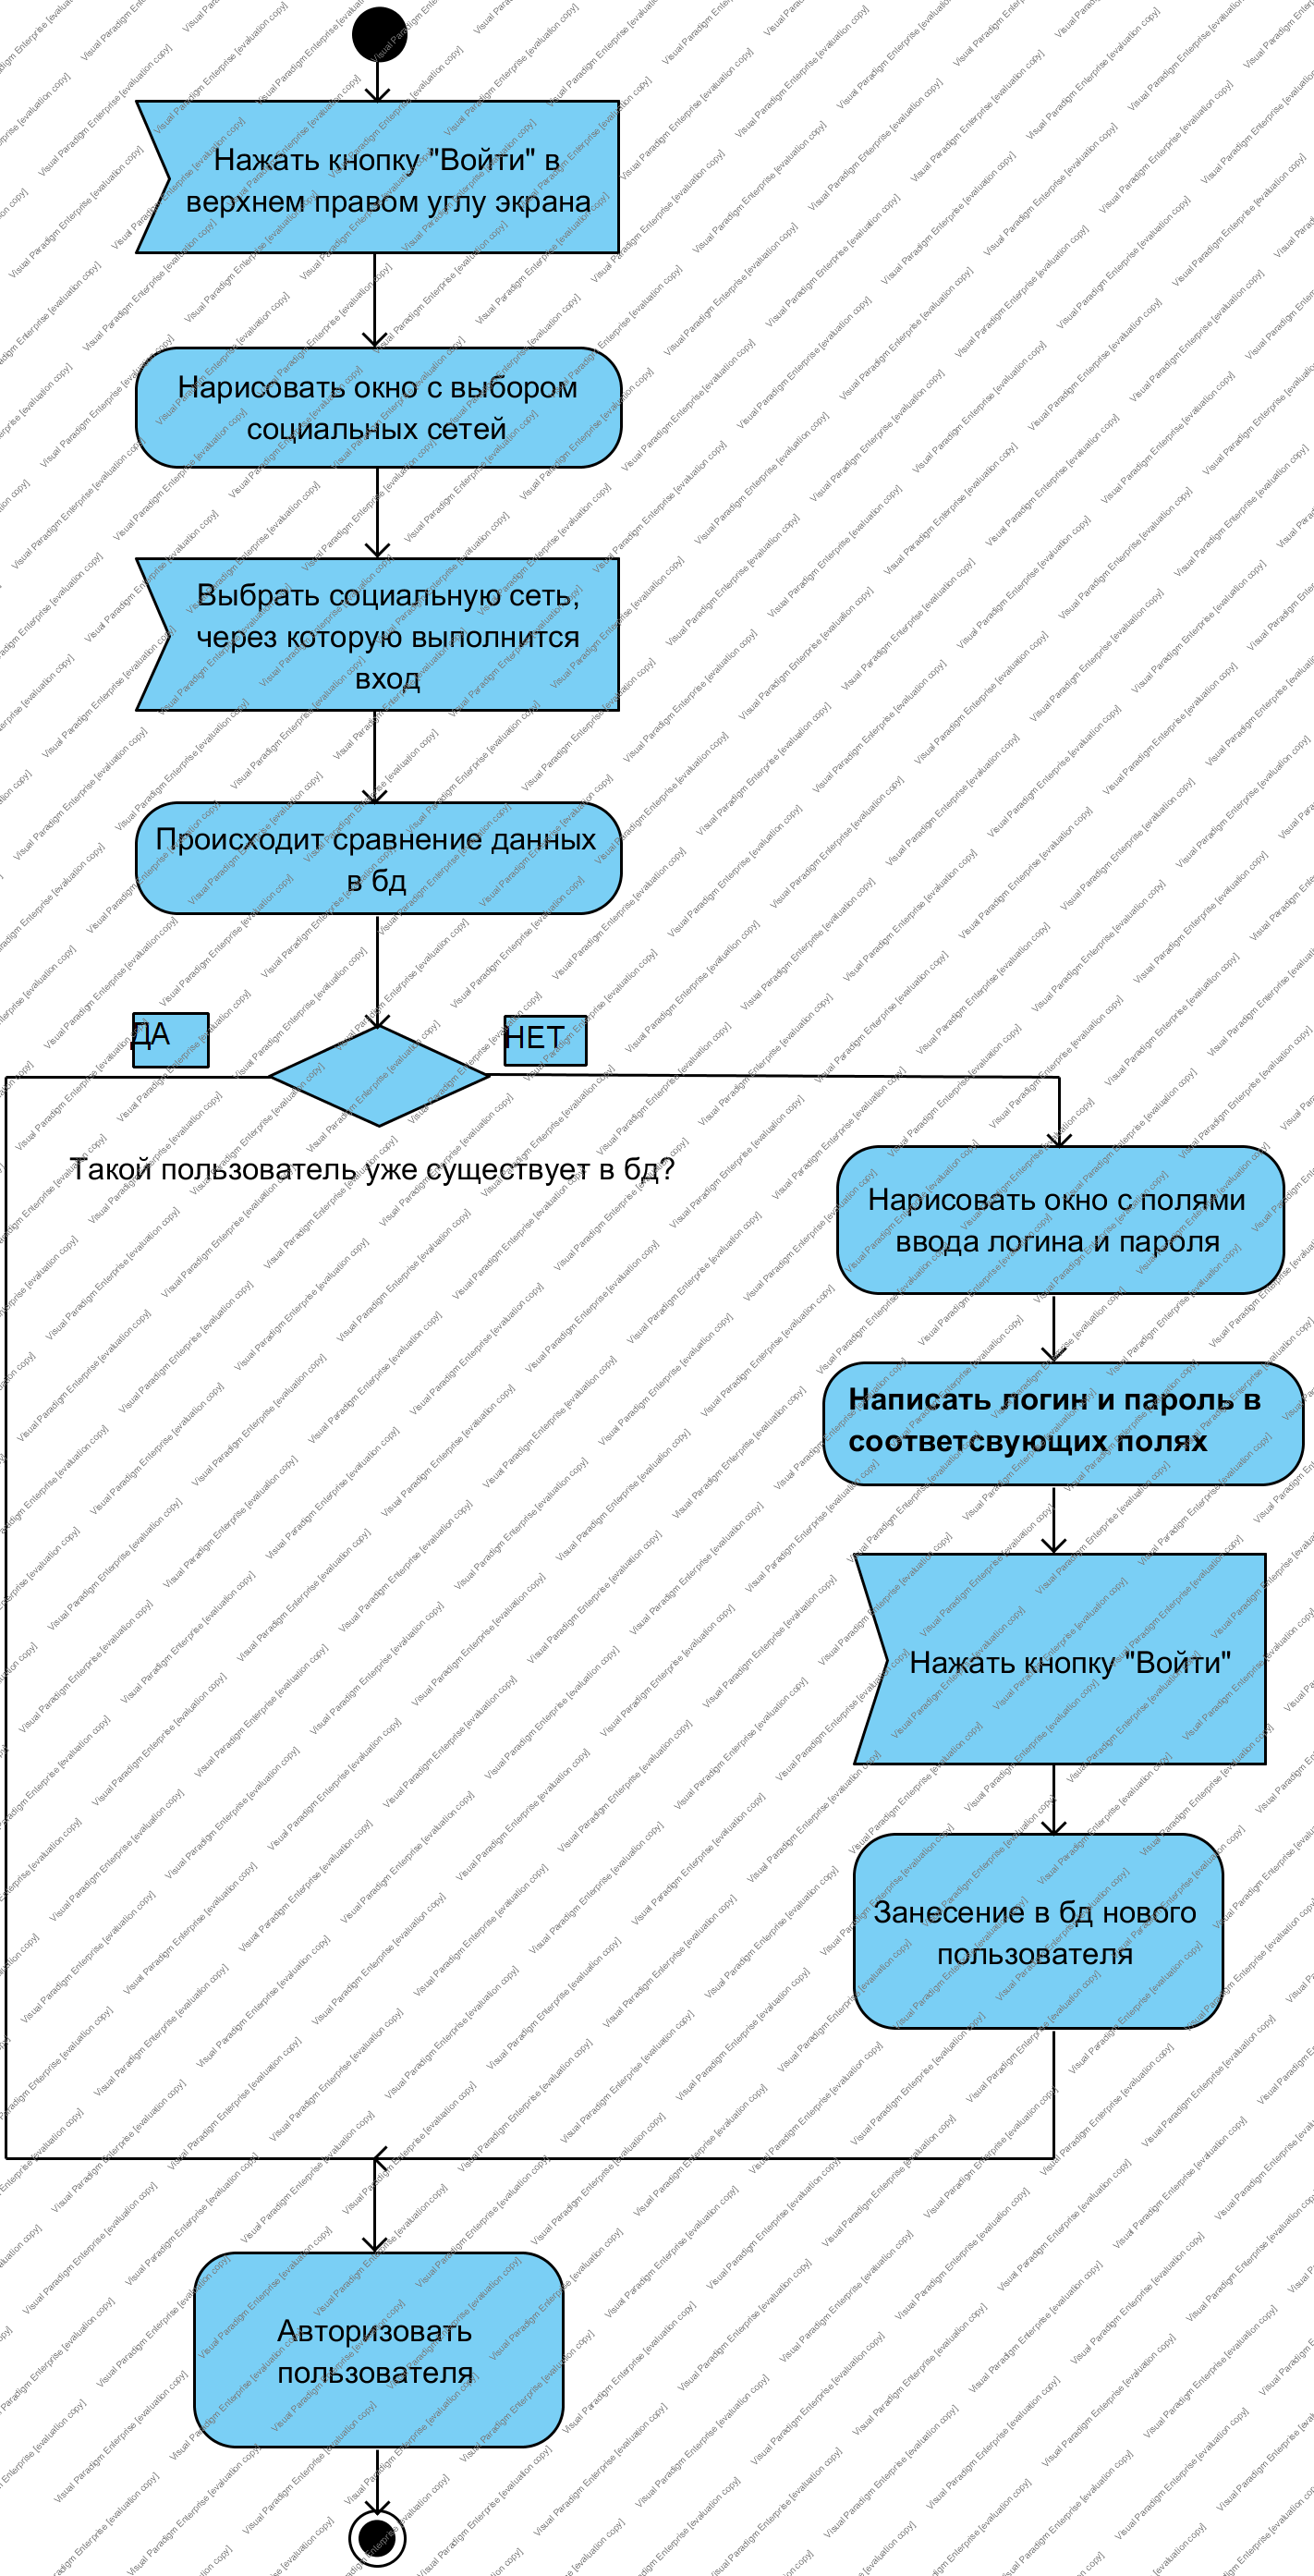 Нажать кнопку "Войти" в
верхнем правом углу экрана
Нарисовать окно с выбором
социальных сетей
Выбрать социальную сеть,
через которую выполнится
вход
Происходит сравнение данных
в бд
ДА
НЕТ
Такой пользователь уже существует в бд?
Нарисовать окно с полями
ввода логина и пароля
Написать логин и пароль в
соответсвующих полях
Нажать кнопку "Войти"
Занесение в бд нового
пользователя
Авторизовать
пользователя
Visual Paradigm Enterprise [evaluation copy]